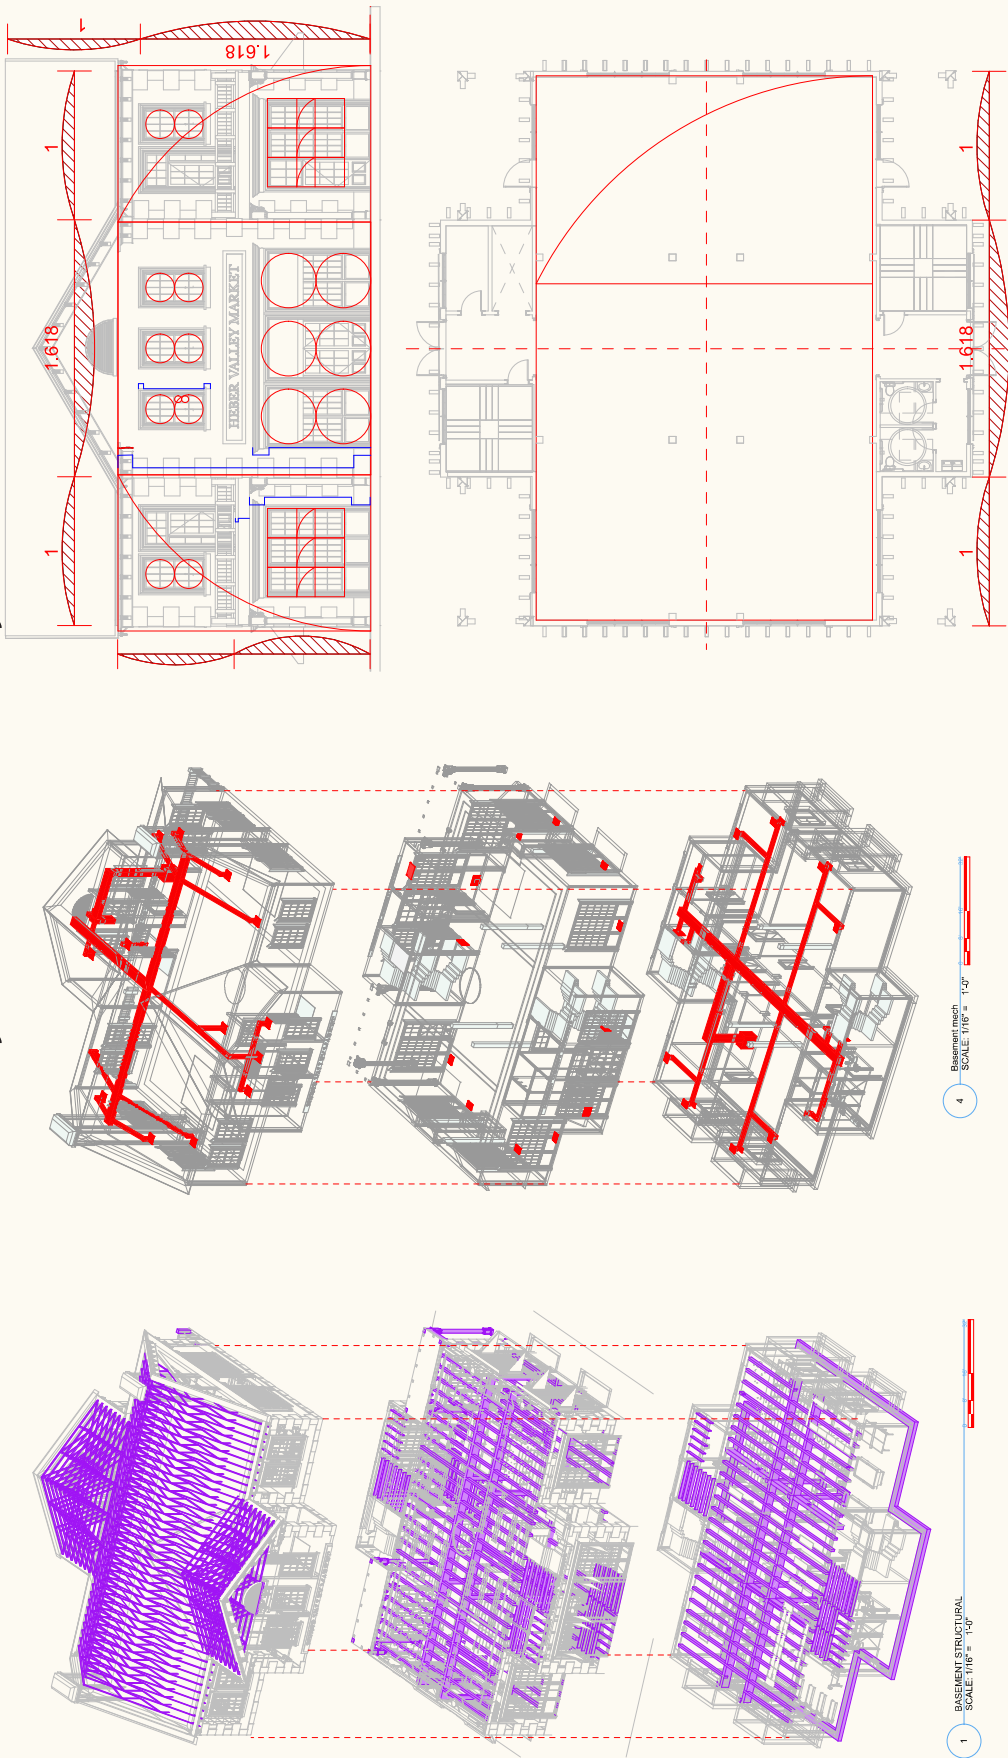 1
1.618
1
1.618
1
HEBER VALLEY MARKET
1
1.618
1
4
Basement mech
SCALE: 1/16" = 1'-0"
1
BASEMENT STRUCTURAL
SCALE: 1/16" = 1'-0"